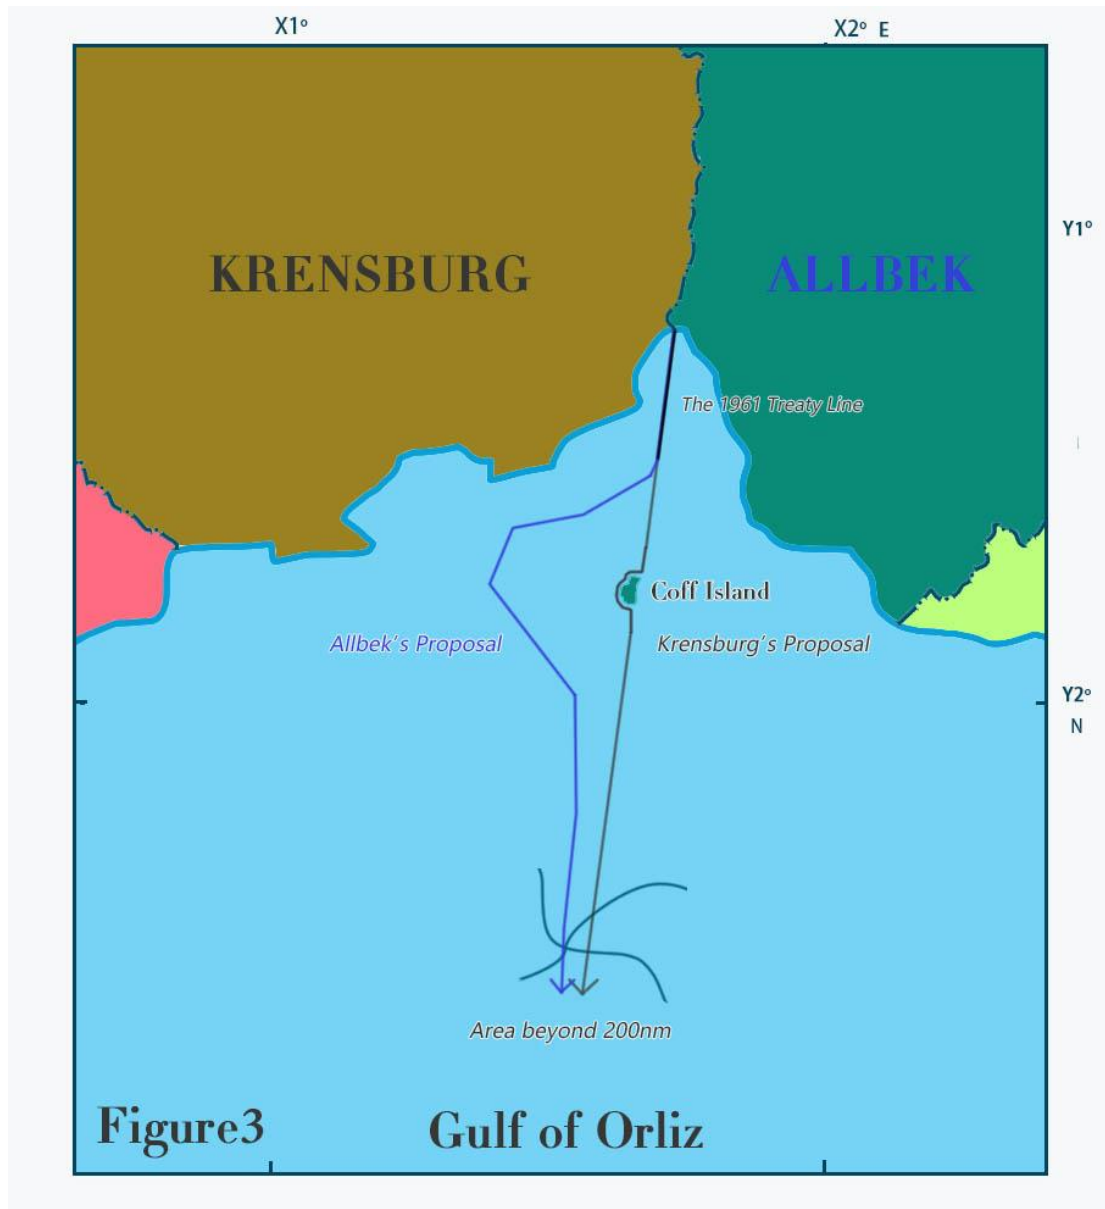 X1°
X2° E
Y1°
KRENSBURG
ALLBEK
The 1961 Treaty Line
Coff Island
Allbek's Proposal
Krensburg's Proposal
Y2°
N
Area beyond 200nm
Figure3
Gulf of Orliz